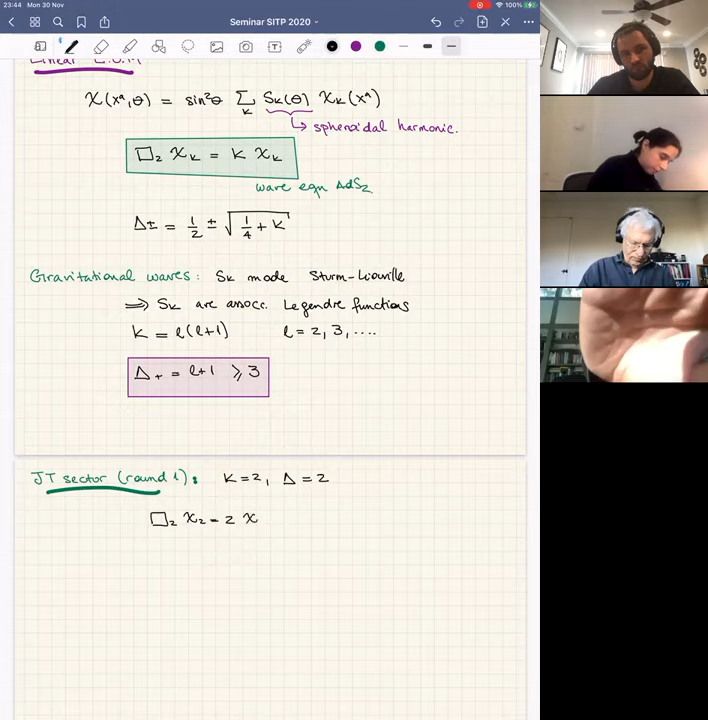 23:44 Mon 30 Nov
100%
Seminar SITP 2020
Linear E.O.M
χ(xᵃ,θ) = sin²θ Σ_k S_k(θ) χ_k(xᵃ)
↳ spheroidal harmonic.
□₂ χ_k = k χ_k
wave eqn AdS₂
Δ± = 1/2 ± √(1/4 + k)
Gravitational waves: S_k mode Sturm-Liouville
⟹ S_k are assoc. Legendre functions
k = l(l+1) l = 2, 3, ....
Δ₊ = l+1 ⩾ 3
JT sector (round 1): k=2, Δ=2
□₂ χ₂ = 2 χ